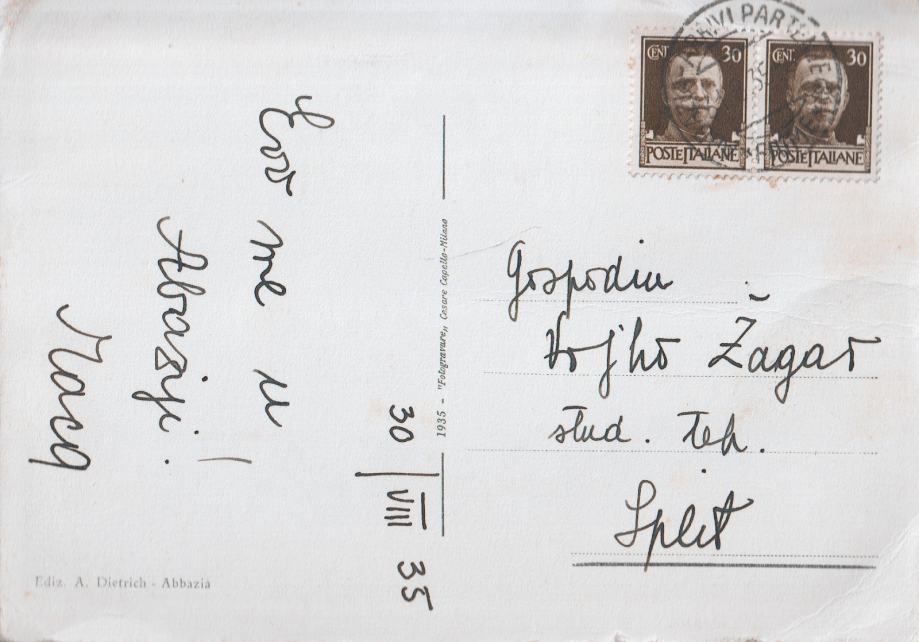 30/VIII 35
Evo me u
Abaziji.
Gospodin
Vojko Žagar
stud. teh.
Split
CENT. 30
POSTE ITALIANE
CENT. 30
POSTE ITALIANE
1935 - "Fotogravure„ Cesare Capello-Milano
Ediz. A. Dietrich - Abbazia